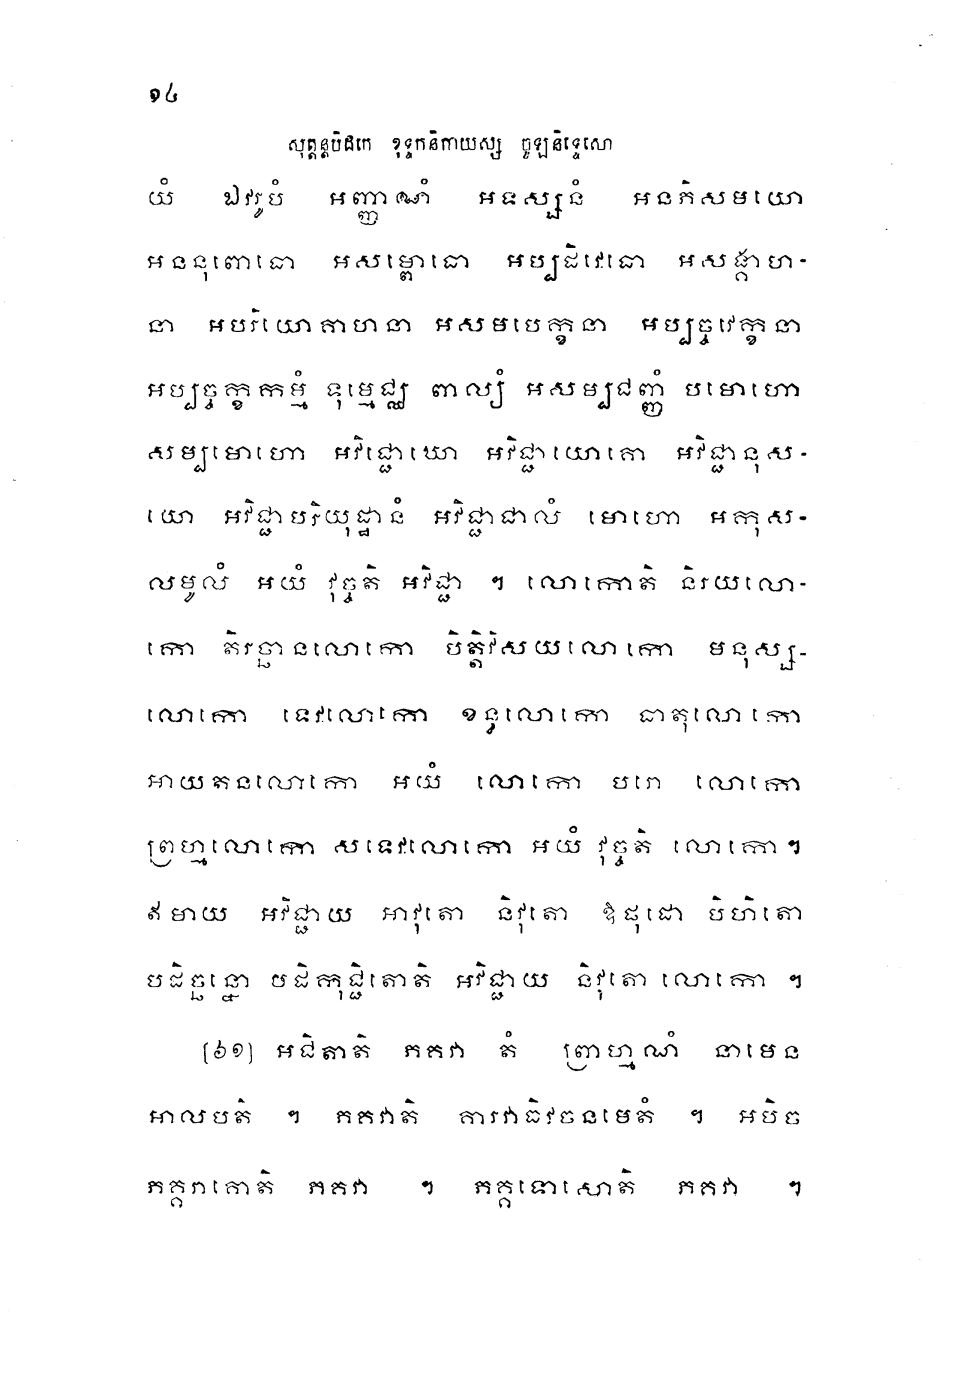 ១៤
សុត្តន្តបិដកេ ខុទ្ទកនិកាយស្ស ចូឡនិទ្ទេសោ
យំ ឯវរូបំ អញ្ញាណំ អទស្សនំ អនភិសមយោ
អននុពោធោ អសម្ពោធោ អប្បដិវេធោ អសង្គាហ-
នា អបរិយោគាហនា អសមបេក្ខនា អប្បច្ចវេក្ខនា
អប្បច្ចក្ខកម្មំ ទុម្មេជ្ឈំ ពាល្យំ អសម្បជញ្ញំ បមោហោ
សម្បមោហោ អវិជ្ជោឃោ អវិជ្ជាយោគោ អវិជ្ជានុស-
យោ អវិជ្ជាបរិយុដ្ឋានំ អវិជ្ជាជាលំ មោហោ អកុស-
លមូលំ អយំ វុច្ចតិ អវិជ្ជា ។ លោកោតិ និរយលោ-
កោ តិរច្ឆានលោកោ បិត្តិវិសយលោកោ មនុស្ស-
លោកោ ទេវលោកោ ខន្ធលោកោ ធាតុលោកោ
អាយតនលោកោ អយំ លោកោ បរោ លោកោ
ព្រហ្មលោកោ សទេវលោកោ អយំ វុច្ចតិ លោកោ។
ឥមាយ អវិជ្ជាយ អាវុតោ និវុតោ ឱផុដោ បិហិតោ
បដិច្ឆន្នោ បដិកុជ្ជិតោតិ អវិជ្ជាយ និវុតោ លោកោ ។
(៦១) អជិតាតិ ភគវា តំ ព្រាហ្មណំ នាមេន
អាលបតិ ។ ភគវាតិ គារវាធិវចនមេតំ ។ អបិច
ភគ្គរាគោតិ ភគវា ។ ភគ្គទោសោតិ ភគវា ។